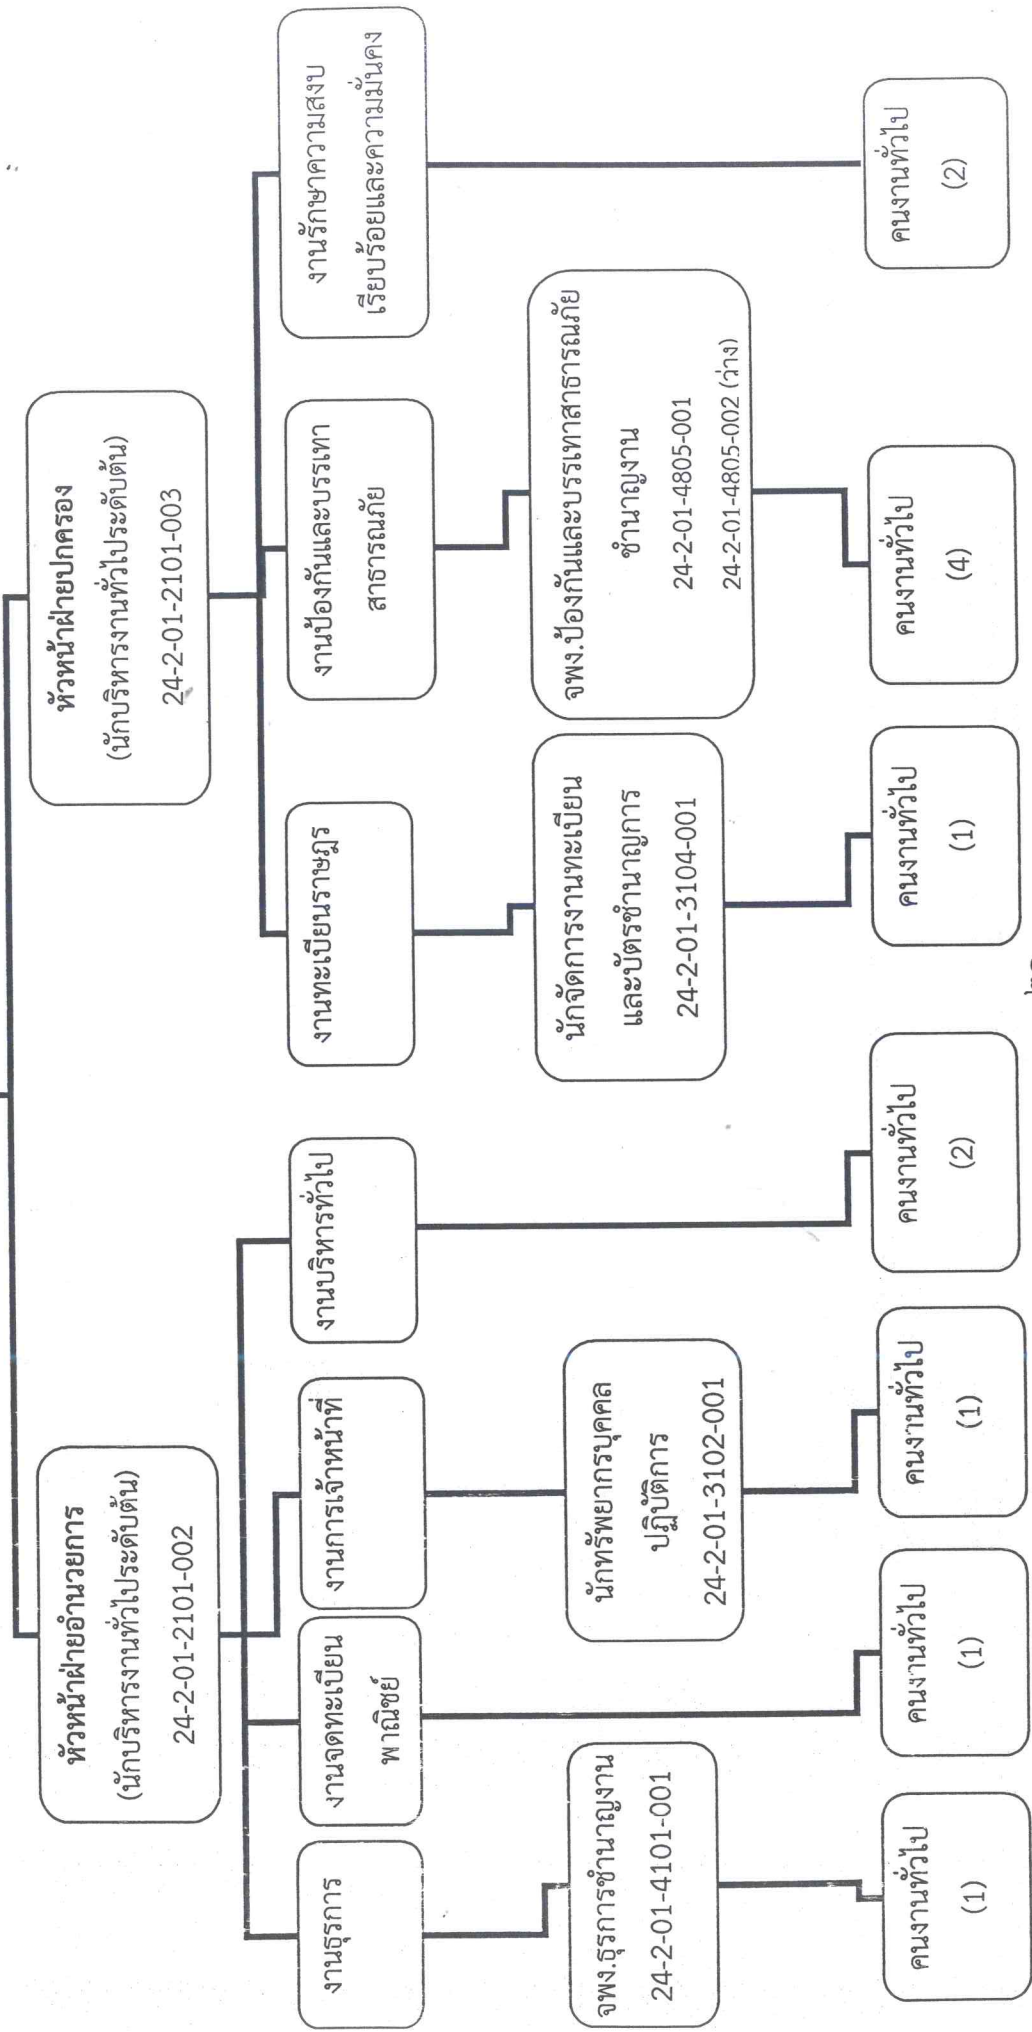 หัวหน้าฝ่ายอำนวยการ
(นักบริหารงานทั่วไประดับต้น)
24-2-01-2101-002
หัวหน้าฝ่ายปกครอง
(นักบริหารงานทั่วไประดับต้น)
24-2-01-2101-003
งานธุรการ
งานจดทะเบียน
พาณิชย์
งานการเจ้าหน้าที่
งานบริหารทั่วไป
งานทะเบียนราษฎร
งานป้องกันและบรรเทา
สาธารณภัย
งานรักษาความสงบ
เรียบร้อยและความมั่นคง
จพง.ธุรการชำนาญงาน
24-2-01-4101-001
นักทรัพยากรบุคคล
ปฏิบัติการ
24-2-01-3102-001
นักจัดการงานทะเบียน
และบัตรชำนาญการ
24-2-01-3104-001
จพง.ป้องกันและบรรเทาสาธารณภัย
ชำนาญงาน
24-2-01-4805-001
24-2-01-4805-002 (ว่าง)
คนงานทั่วไป
(1)
คนงานทั่วไป
(1)
คนงานทั่วไป
(1)
คนงานทั่วไป
(2)
คนงานทั่วไป
(1)
คนงานทั่วไป
(4)
คนงานทั่วไป
(2)